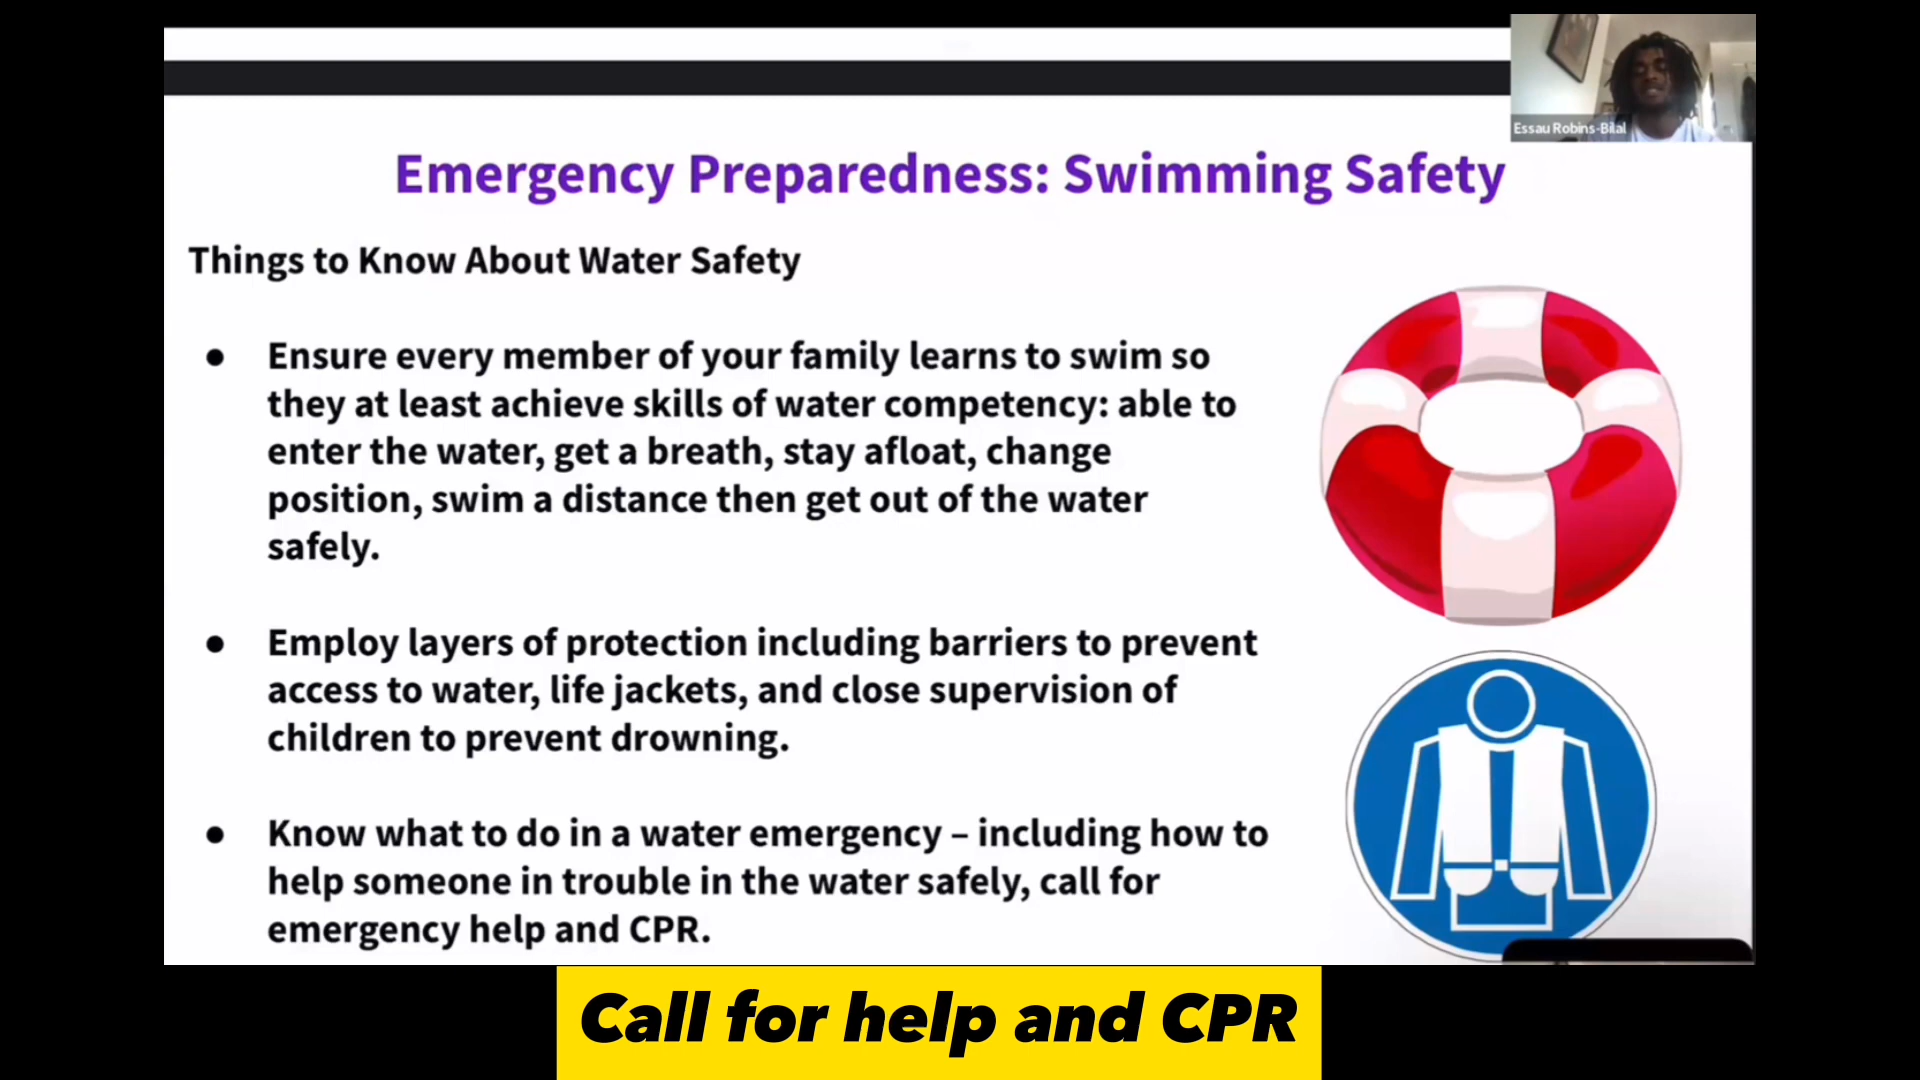 Essau Robins-Bilal
Emergency Preparedness: Swimming Safety
Things to Know About Water Safety
● Ensure every member of your family learns to swim so
they at least achieve skills of water competency: able to
enter the water, get a breath, stay afloat, change
position, swim a distance then get out of the water
safely.
● Employ layers of protection including barriers to prevent
access to water, life jackets, and close supervision of
children to prevent drowning.
● Know what to do in a water emergency – including how to
help someone in trouble in the water safely, call for
emergency help and CPR.
Call for help and CPR